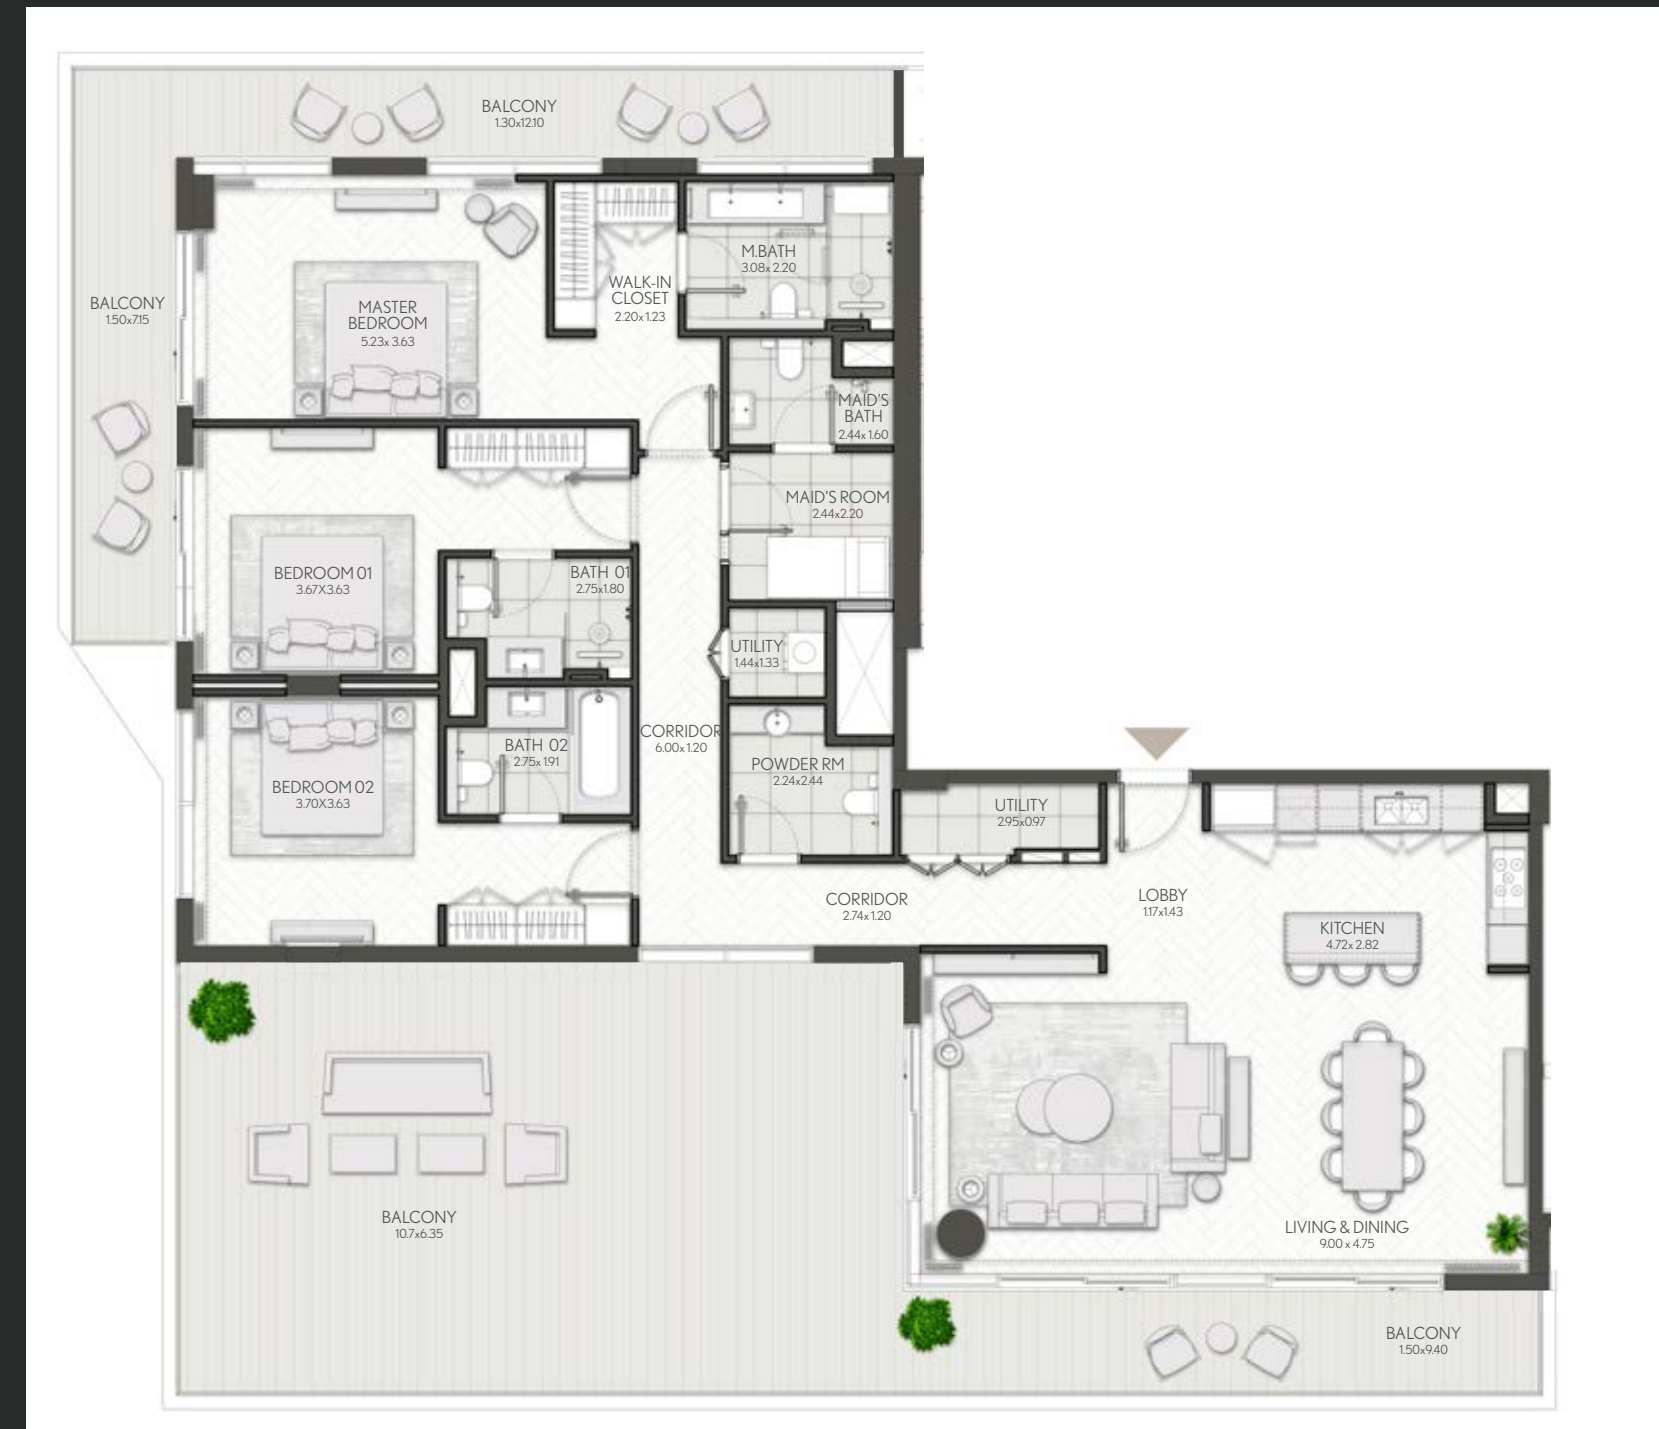 BALCONY
1.30x12.10
BALCONY
1.50x7.15
MASTER
BEDROOM
5.23x 3.63
WALK-IN
CLOSET
2.20x 1.23
M.BATH
3.08x 2.20
MAID'S
BATH
2.44x 1.60
MAID'S ROOM
2.44x2.20
BEDROOM 01
3.67X3.63
BATH 01
2.75x1.80
UTILITY
1.44x1.33
CORRIDOR
6.00x 1.20
BATH 02
2.75x 1.91
BEDROOM 02
3.70X3.63
POWDER RM
2.24x2.44
UTILITY
2.95x0.97
CORRIDOR
2.74x 1.20
LOBBY
1.17x1.43
KITCHEN
4.72x 2.82
BALCONY
10.7x6.35
LIVING & DINING
9.00 x 4.75
BALCONY
1.50x9.40